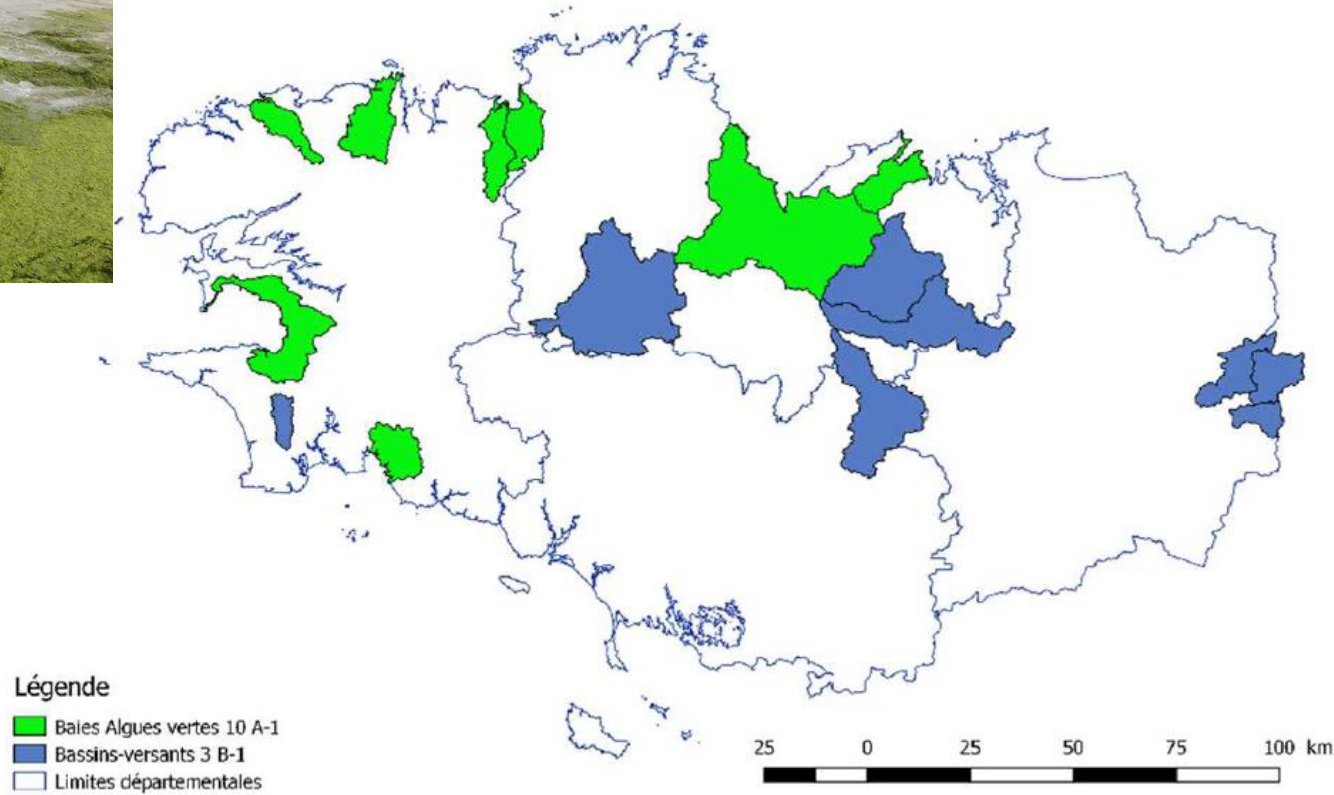 Légende
Baies Algues vertes 10 A-1
Bassins-versants 3 B-1
Limites départementales
25 0 25 50 75 100 km